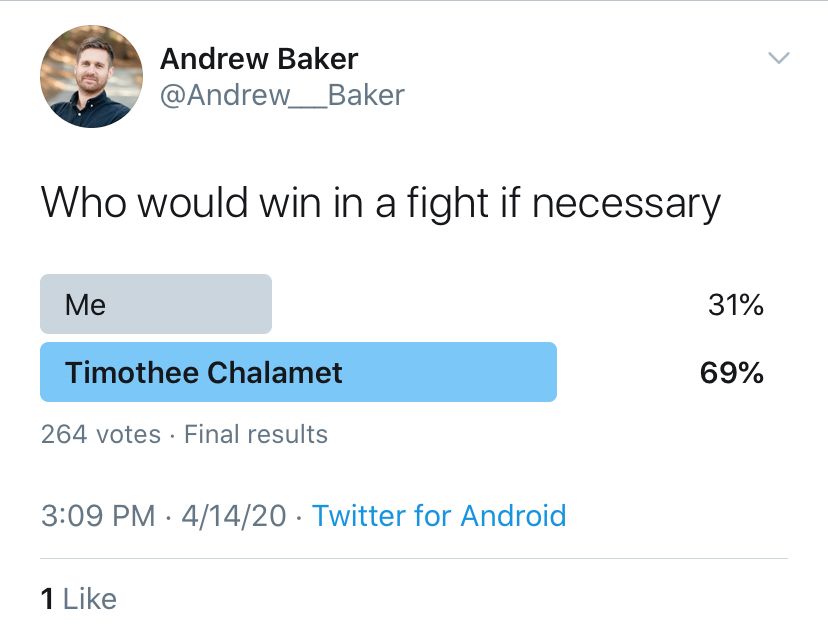 Andrew Baker
@Andrew___Baker
Who would win in a fight if necessary
Me 31%
Timothee Chalamet 69%
264 votes · Final results
3:09 PM · 4/14/20 · Twitter for Android
1 Like